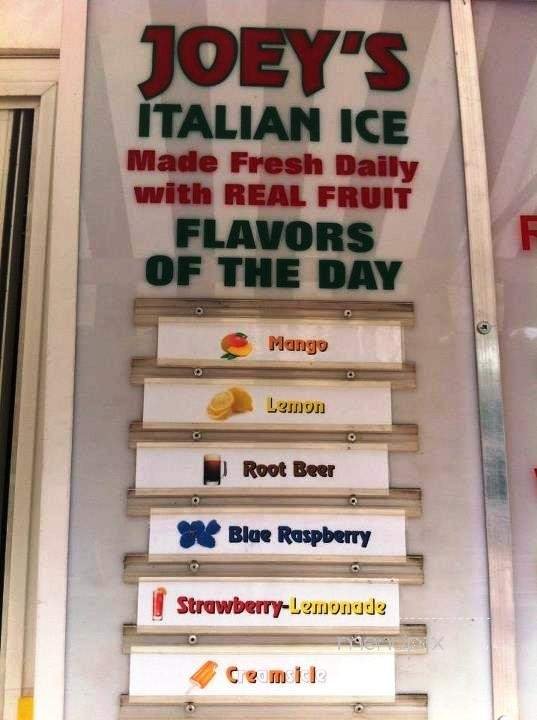 JOEY'S
ITALIAN ICE
Made Fresh Daily
with REAL FRUIT
FLAVORS
OF THE DAY
Mango
Lemon
Root Beer
Blue Raspberry
Strawberry-Lemonade
Creamsicle
R